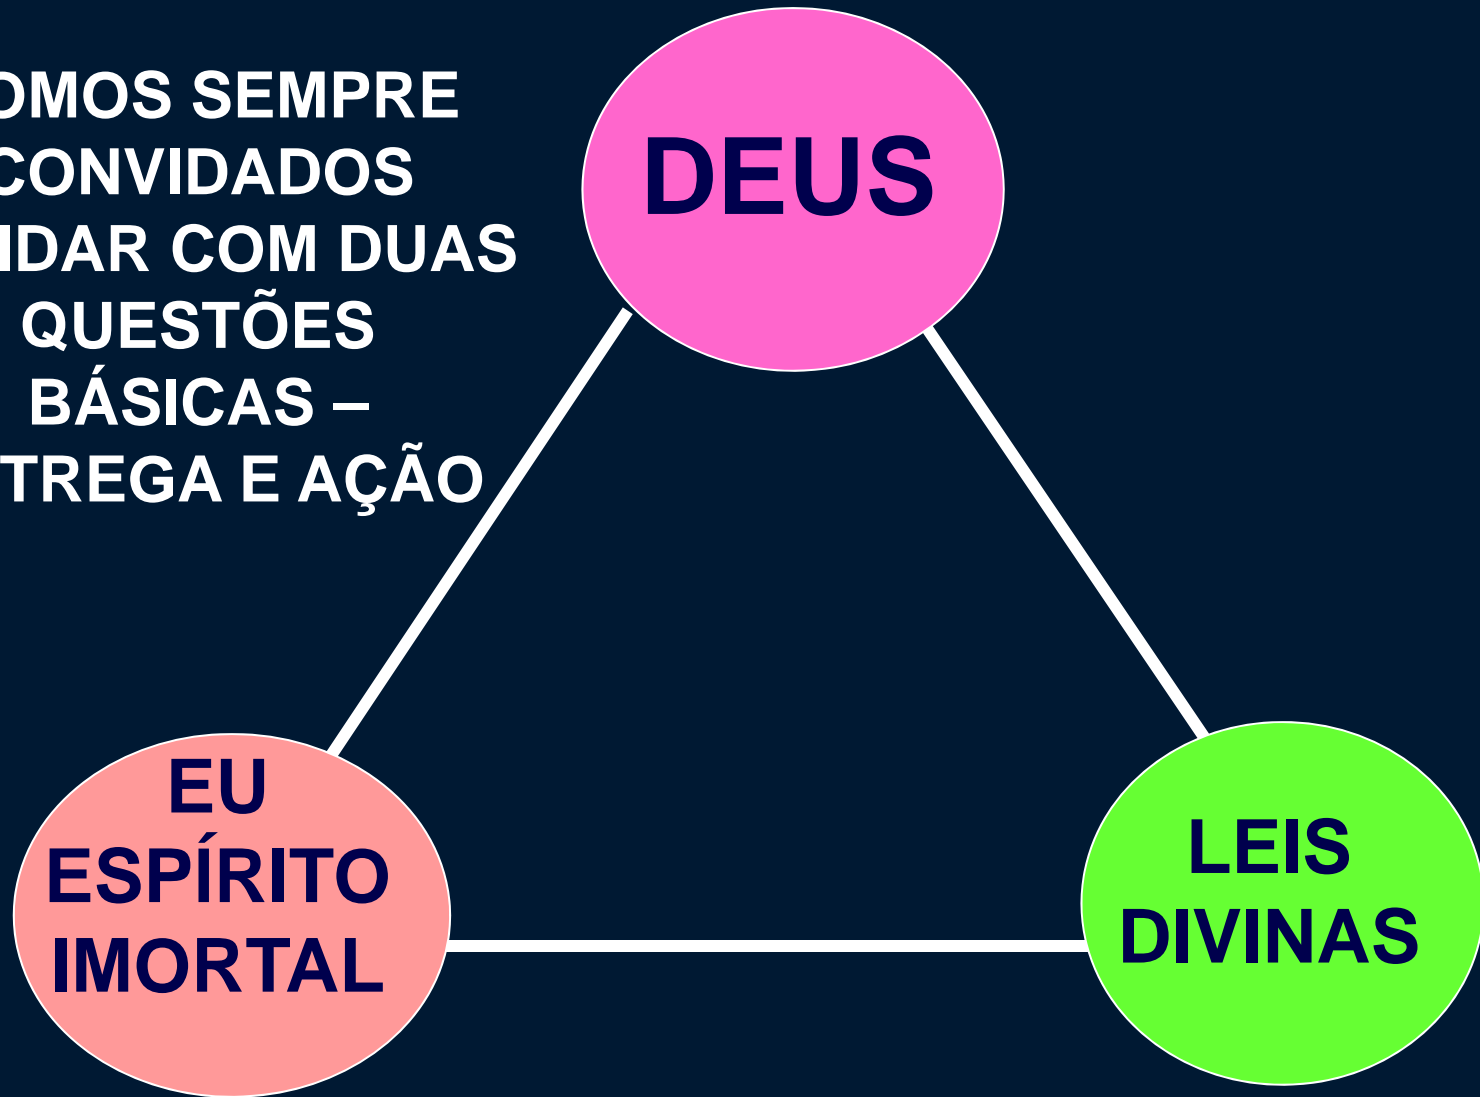 OMOS SEMPRE
CONVIDADOS
IDAR COM DUAS
QUESTÕES
BÁSICAS –
TREGA E AÇÃO
DEUS
EU
ESPÍRITO
IMORTAL
LEIS
DIVINAS